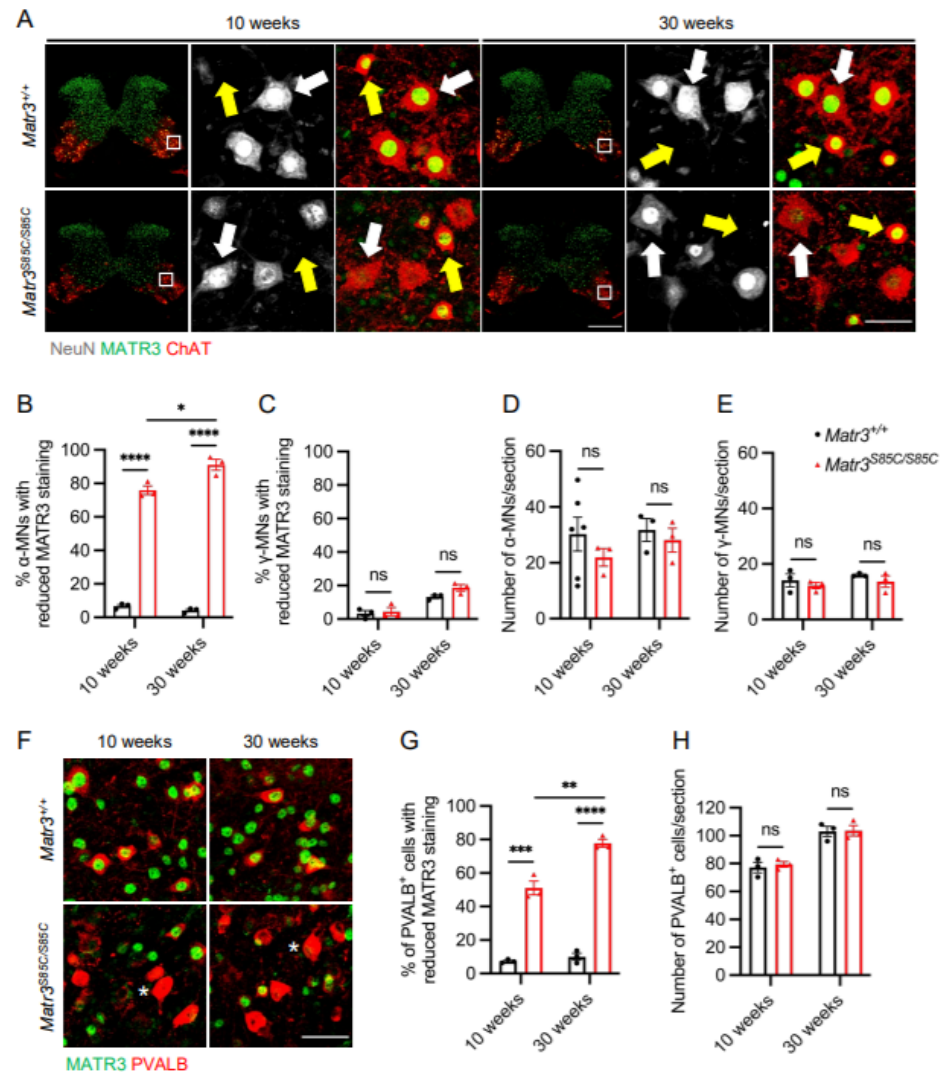 A
10 weeks 30 weeks
Matr3+/+
Matr3S85C/S85C
NeuN MATR3 ChAT
B
% α-MNs with
reduced MATR3 staining
100
80
60
40
20
0
****
****
*
10 weeks
30 weeks
C
% γ-MNs with
reduced MATR3 staining
100
80
60
40
20
0
ns
ns
10 weeks
30 weeks
D
Number of α-MNs/section
60
40
20
0
ns
ns
10 weeks
30 weeks
E
Number of γ-MNs/section
60
40
20
0
ns
ns
10 weeks
30 weeks
Matr3+/+
Matr3S85C/S85C
F
10 weeks 30 weeks
Matr3+/+
Matr3S85C/S85C
*
*
MATR3 PVALB
G
% of PVALB+ cells with
reduced MATR3 staining
100
80
60
40
20
0
***
****
**
10 weeks
30 weeks
H
Number of PVALB+ cells/section
120
100
80
60
40
20
0
ns
ns
10 weeks
30 weeks